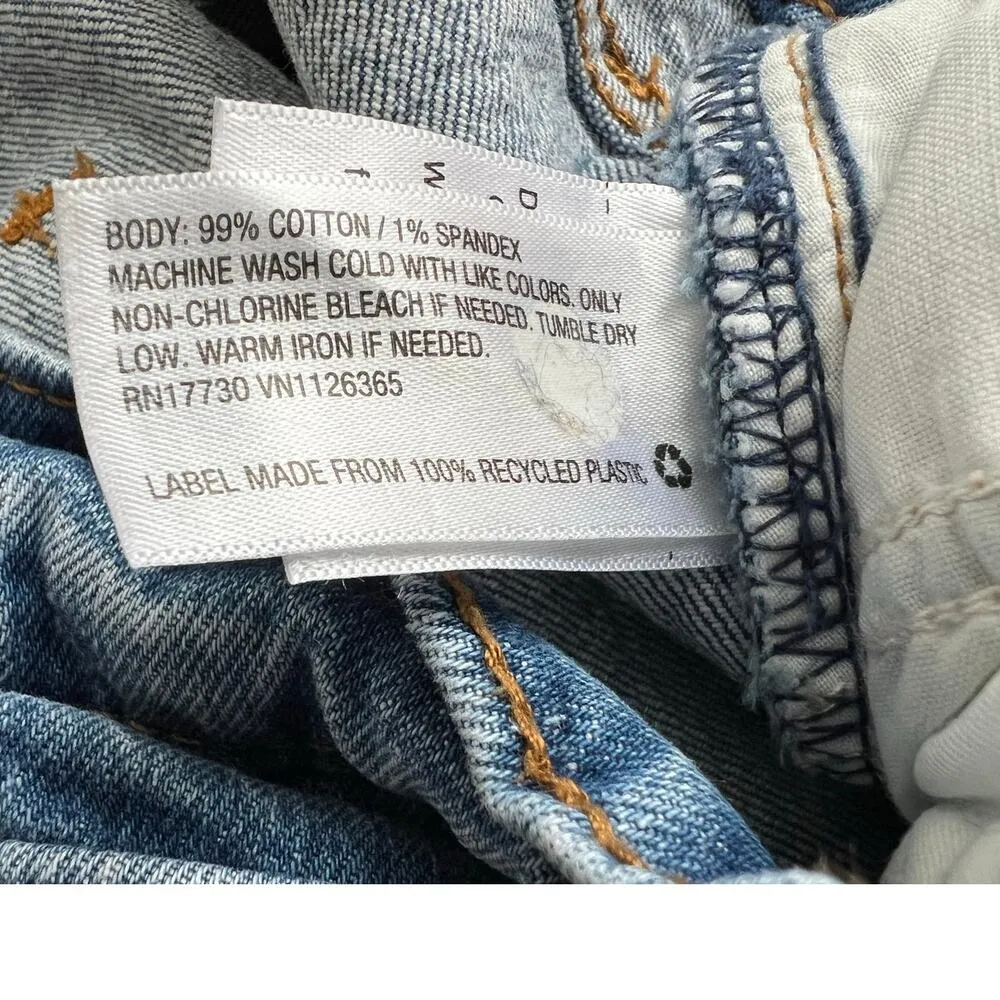 BODY: 99% COTTON / 1% SPANDEX
MACHINE WASH COLD WITH LIKE COLORS. ONLY
NON-CHLORINE BLEACH IF NEEDED. TUMBLE DRY
LOW. WARM IRON IF NEEDED.
RN17730 VN1126365
LABEL MADE FROM 100% RECYCLED PLASTIC